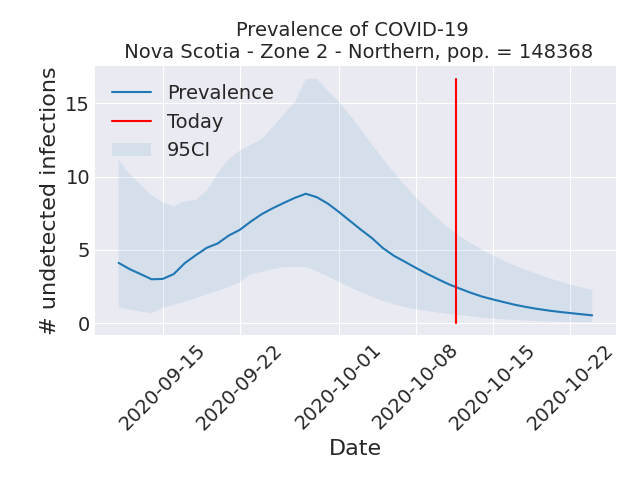 Prevalence of COVID-19
Nova Scotia - Zone 2 - Northern, pop. = 148368
Prevalence
Today
95CI
# undetected infections
15
10
5
0
2020-09-15
2020-09-22
2020-10-01
2020-10-08
2020-10-15
2020-10-22
Date